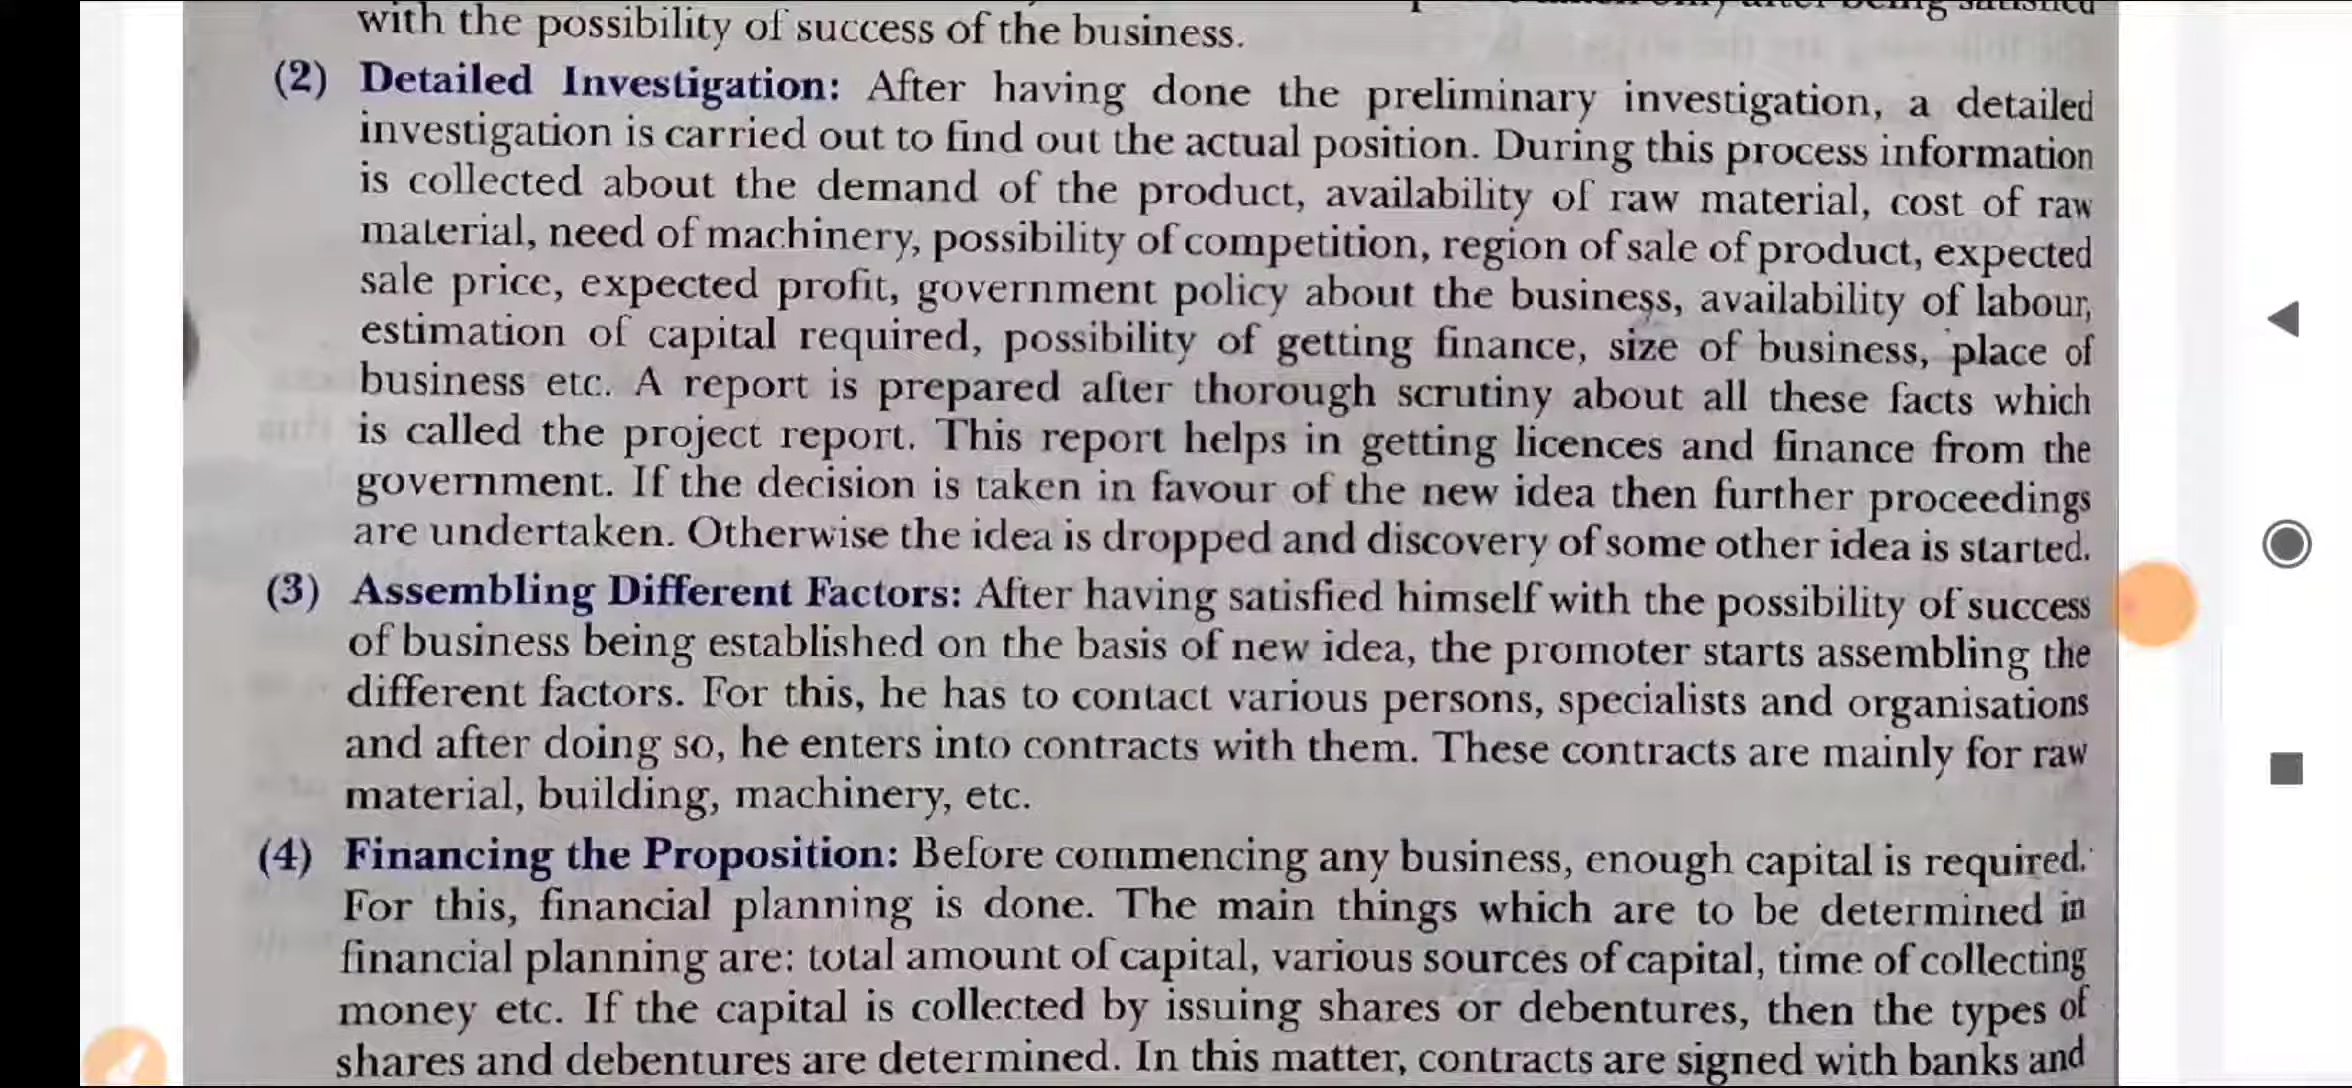 with the possibility of success of the business.
(2) Detailed Investigation: After having done the preliminary investigation, a detailed
investigation is carried out to find out the actual position. During this process information
is collected about the demand of the product, availability of raw material, cost of raw
material, need of machinery, possibility of competition, region of sale of product, expected
sale price, expected profit, government policy about the business, availability of labour,
estimation of capital required, possibility of getting finance, size of business, place of
business etc. A report is prepared after thorough scrutiny about all these facts which
is called the project report. This report helps in getting licences and finance from the
government. If the decision is taken in favour of the new idea then further proceedings
are undertaken. Otherwise the idea is dropped and discovery of some other idea is started.
(3) Assembling Different Factors: After having satisfied himself with the possibility of success
of business being established on the basis of new idea, the promoter starts assembling the
different factors. For this, he has to contact various persons, specialists and organisations
and after doing so, he enters into contracts with them. These contracts are mainly for raw
material, building, machinery, etc.
(4) Financing the Proposition: Before commencing any business, enough capital is required.
For this, financial planning is done. The main things which are to be determined in
financial planning are: total amount of capital, various sources of capital, time of collecting
money etc. If the capital is collected by issuing shares or debentures, then the types of
shares and debentures are determined. In this matter, contracts are signed with banks and